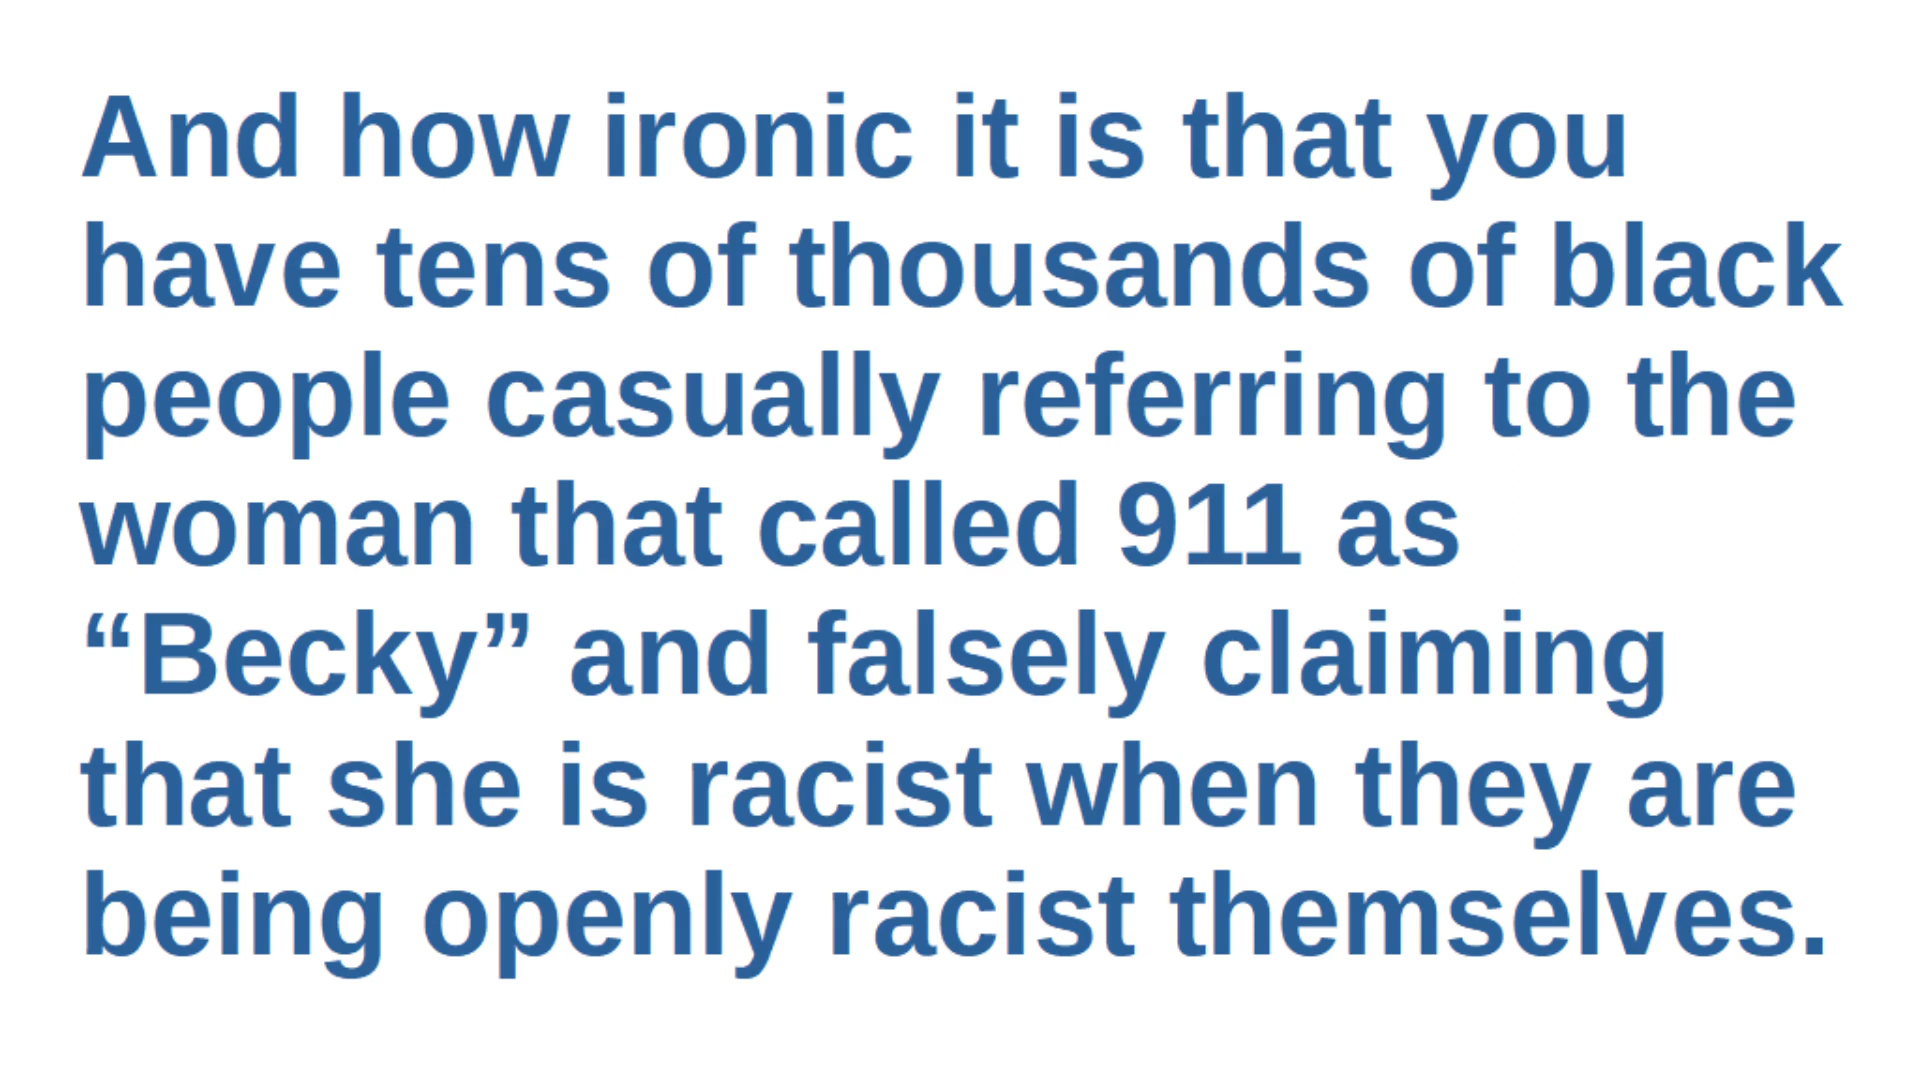 And how ironic it is that you
have tens of thousands of black
people casually referring to the
woman that called 911 as
“Becky” and falsely claiming
that she is racist when they are
being openly racist themselves.